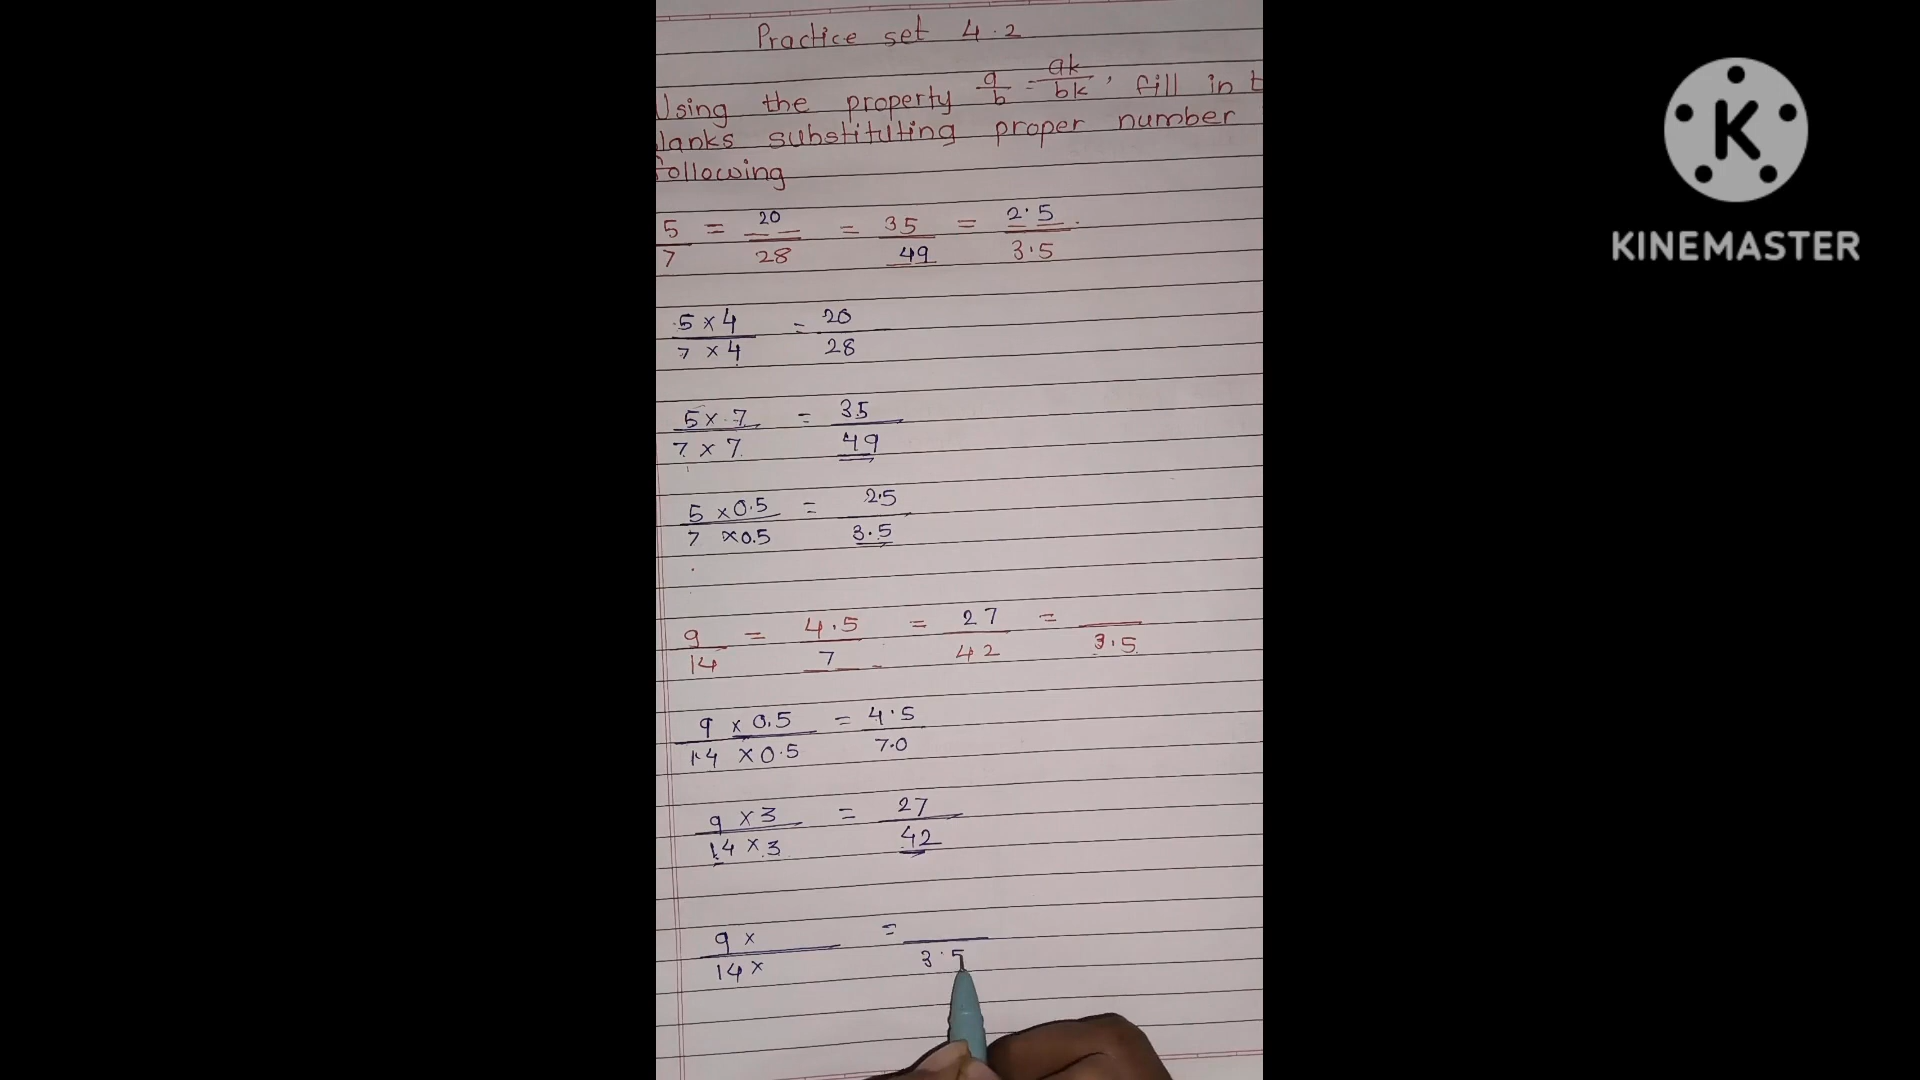 Practice set 4.2
Using the property a/b = ak/bk, fill in t
lanks substituting proper number
following
5/7 = 20/28 = 35/49 = 2.5/3.5.
5 x 4 / 7 x 4 = 20/28
5 x 7 / 7 x 7 = 35/49
5 x 0.5 / 7 x 0.5 = 2.5/3.5
9/14 = 4.5/7 = 27/42 = __/3.5
9 x 0.5 / 14 x 0.5 = 4.5/7.0
9 x 3 / 14 x 3 = 27/42
9 x / 14 x = __/3.5
K
KINEMASTER